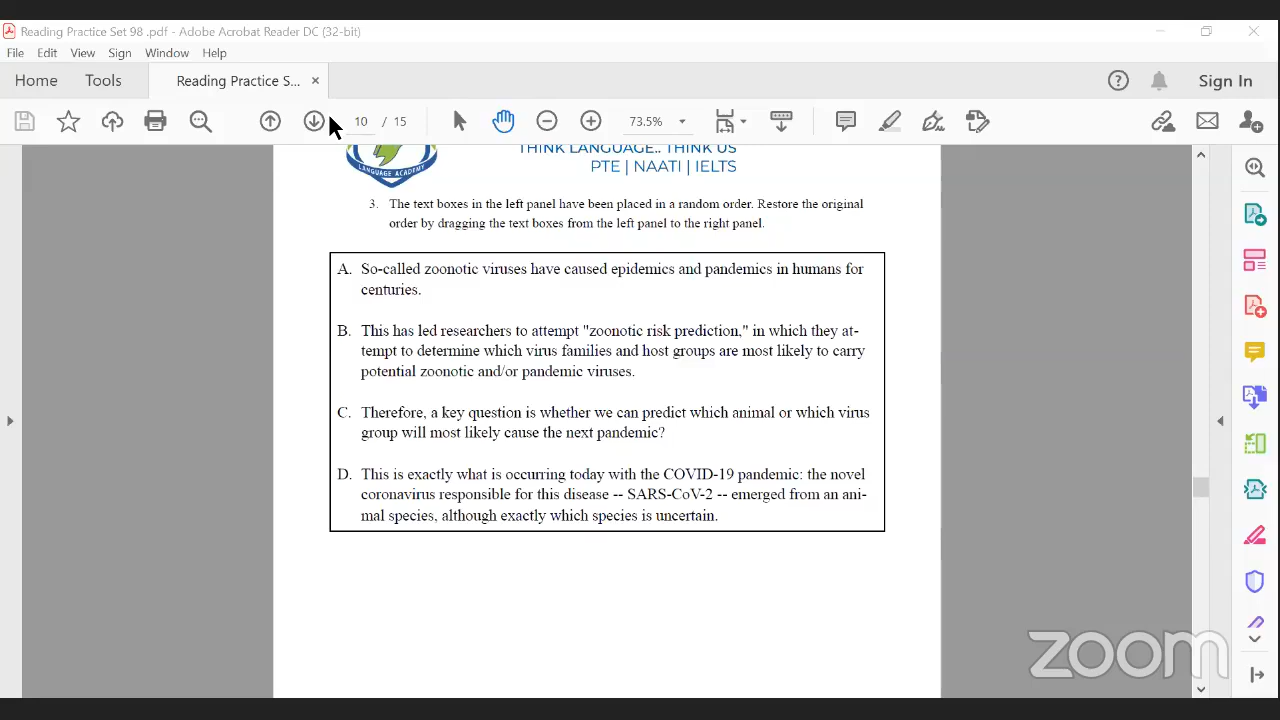 Reading Practice Set 98 .pdf - Adobe Acrobat Reader DC (32-bit)
File Edit View Sign Window Help
Home Tools Reading Practice S... × Sign In
10 / 15 73.5%
THINK LANGUAGE.. THINK US
LANGUAGE ACADEMY
PTE | NAATI | IELTS
3. The text boxes in the left panel have been placed in a random order. Restore the original
order by dragging the text boxes from the left panel to the right panel.
A. So-called zoonotic viruses have caused epidemics and pandemics in humans for
centuries.
B. This has led researchers to attempt "zoonotic risk prediction," in which they at-
tempt to determine which virus families and host groups are most likely to carry
potential zoonotic and/or pandemic viruses.
C. Therefore, a key question is whether we can predict which animal or which virus
group will most likely cause the next pandemic?
D. This is exactly what is occurring today with the COVID-19 pandemic: the novel
coronavirus responsible for this disease -- SARS-CoV-2 -- emerged from an ani-
mal species, although exactly which species is uncertain.
zoom